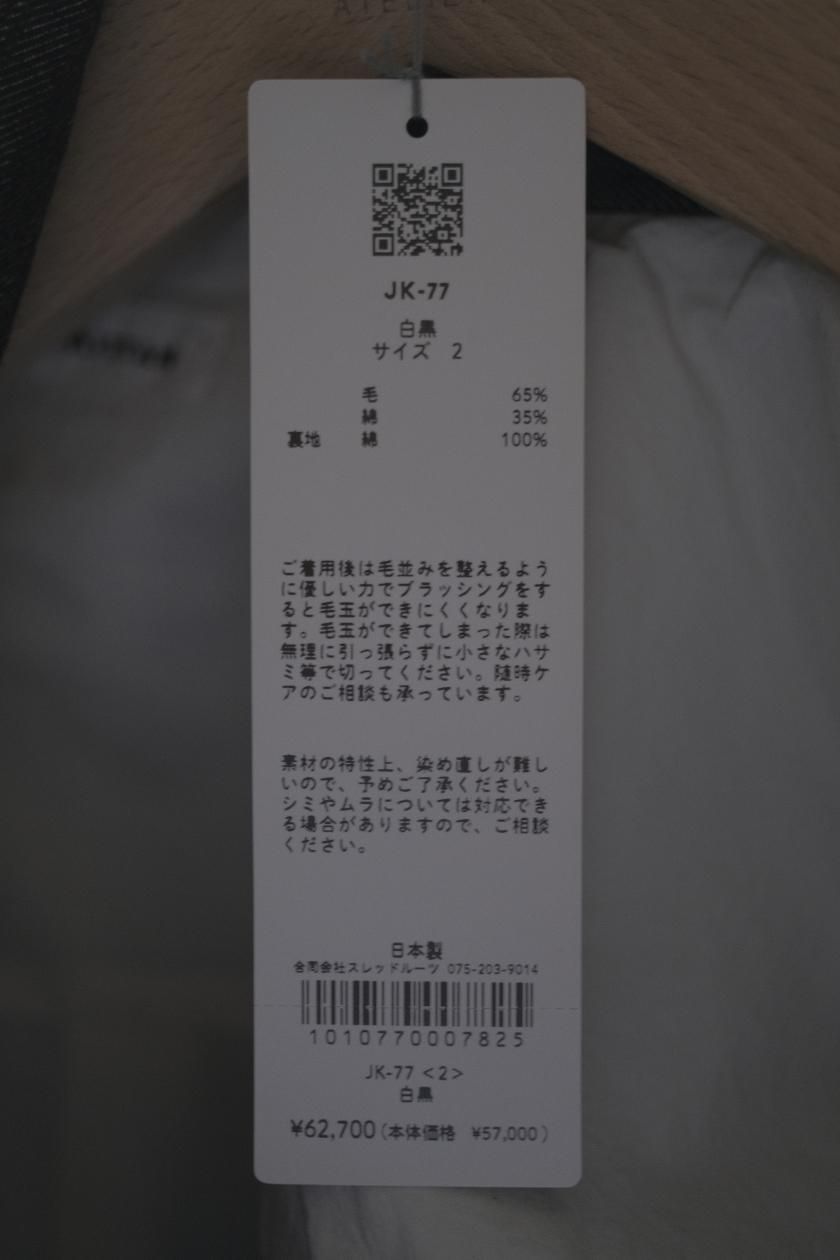 ATELIER
JK-77
白黒
サイズ 2
毛 65%
綿 35%
裏地 綿 100%
ご着用後は毛並みを整えるよう
に優しい力でブラッシングをす
ると毛玉ができにくくなりま
す。毛玉ができてしまった際は
無理に引っ張らずに小さなハサ
ミ等で切ってください。随時ケ
アのご相談も承っています。
素材の特性上、染め直しが難し
いので、予めご了承ください。
シミやムラについては対応でき
る場合がありますので、ご相談
ください。
日本製
合同会社スレッドルーツ 075-203-9014
1010770007825
JK-77 <2>
白黒
¥62,700(本体価格 ¥57,000)